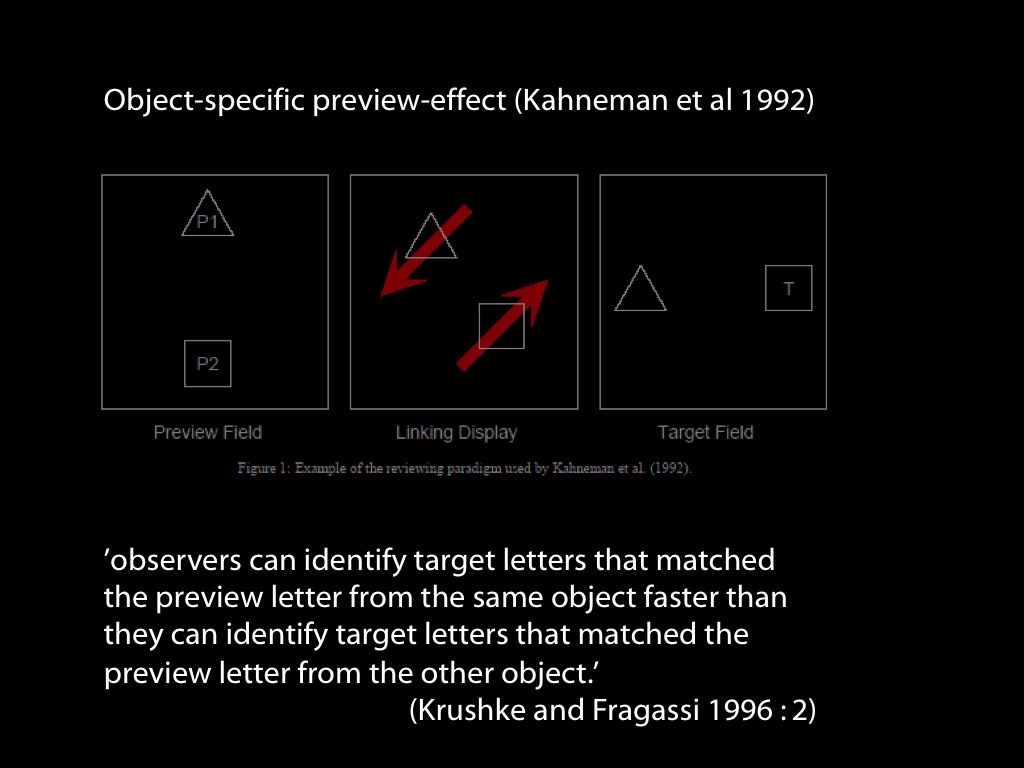 Object-specific preview-effect (Kahneman et al 1992)
P1
P2
T
Preview Field
Linking Display
Target Field
Figure 1: Example of the reviewing paradigm used by Kahneman et al. (1992).
’observers can identify target letters that matched
the preview letter from the same object faster than
they can identify target letters that matched the
preview letter from the other object.’
(Krushke and Fragassi 1996 : 2)